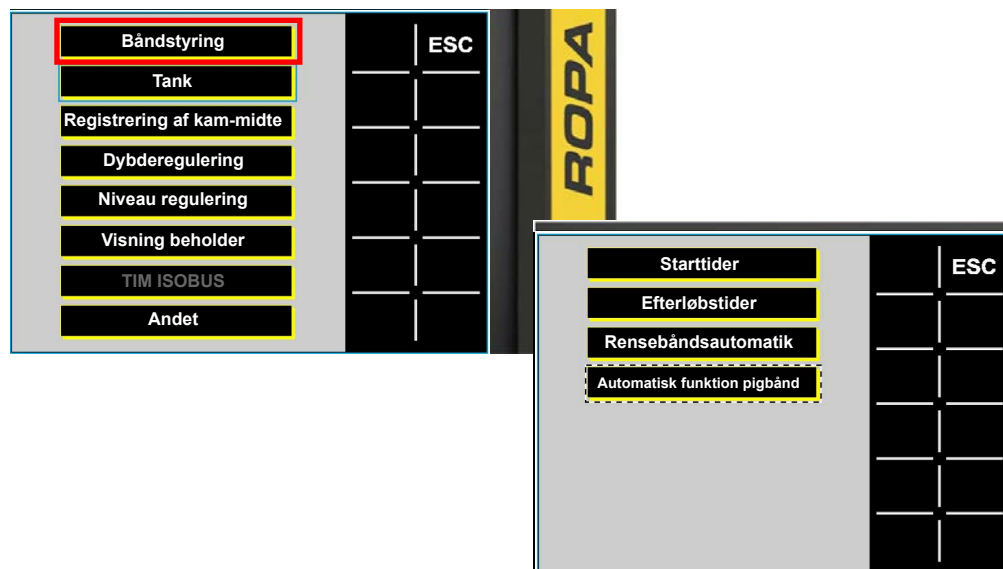 Båndstyring
ESC
Tank
Registrering af kam-midte
Dybderegulering
Niveau regulering
Visning beholder
TIM ISOBUS
Andet
ROPA
Starttider
ESC
Efterløbstider
Rensebåndsautomatik
Automatisk funktion pigbånd